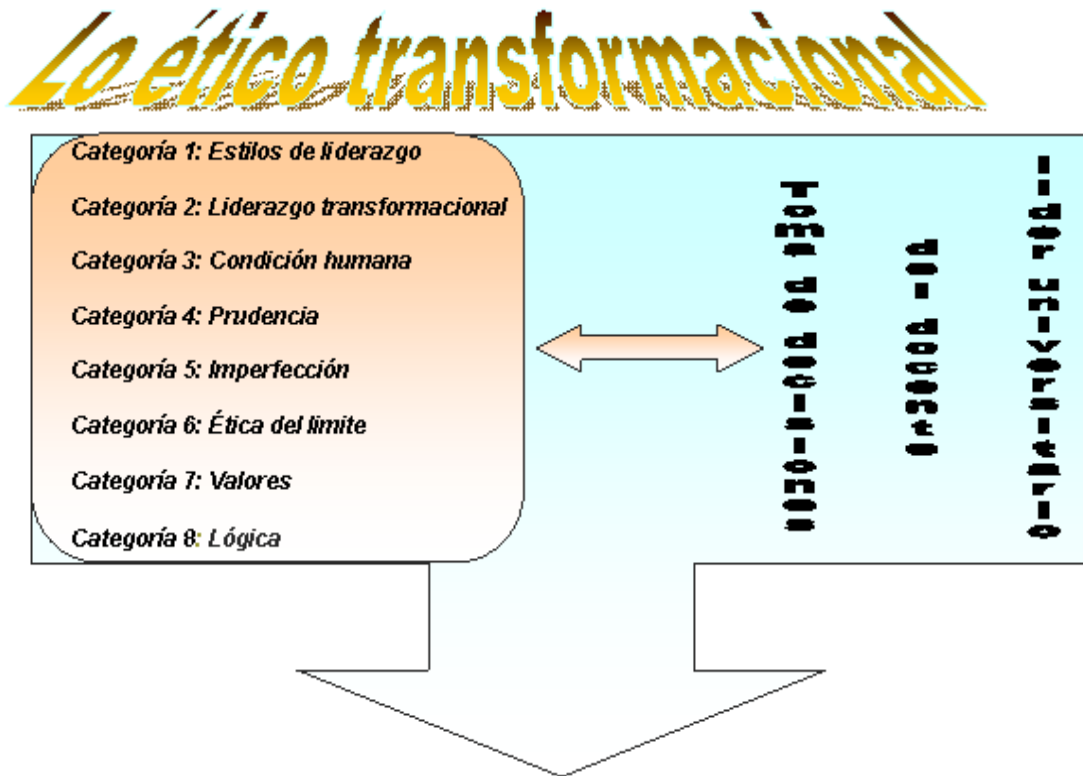 Lo ético transformacional
Categoría 1: Estilos de liderazgo
Categoría 2: Liderazgo transformacional
Categoría 3: Condición humana
Categoría 4: Prudencia
Categoría 5: Imperfección
Categoría 6: Ética del límite
Categoría 7: Valores
Categoría 8: Lógica
Toma de decisiones
del docente
universitario